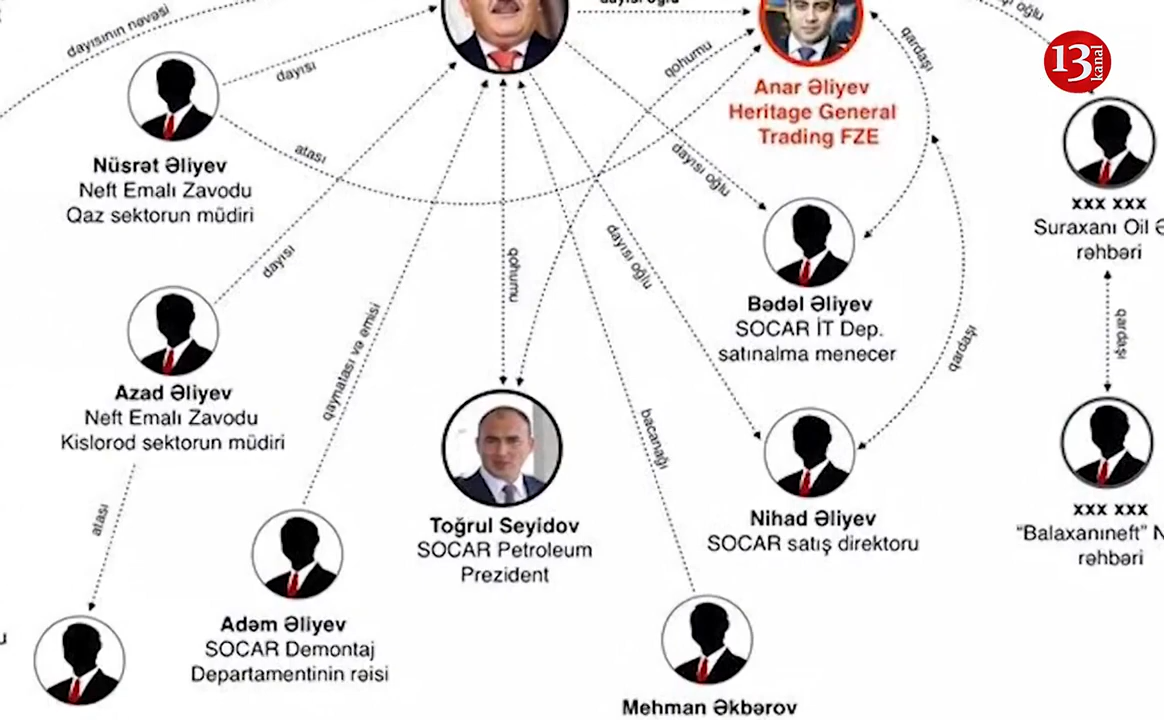 dayısı oğlu
dayısının nəvəsi
13
kanal
dayısı
qohumu
qardaşı
Anar Əliyev
Heritage General
Trading FZE
atası
Nüsrət Əliyev
Neft Emalı Zavodu
Qaz sektorun müdiri
dayısı oğlu
xxx xxx
Suraxanı Oil Ə
rəhbəri
dayısı
qohumu
dayısı oğlu
Bədəl Əliyev
SOCAR İT Dep.
satınalma menecer
qardaşı
qardaşı
Azad Əliyev
Neft Emalı Zavodu
Kislorod sektorun müdiri
qaynatası və əmisi
bacanağı
atası
Toğrul Seyidov
SOCAR Petroleum
Prezident
Nihad Əliyev
SOCAR satış direktoru
xxx xxx
“Balaxanıneft” N
rəhbəri
Adəm Əliyev
SOCAR Demontaj
Departamentinin rəisi
Mehman Əkbərov